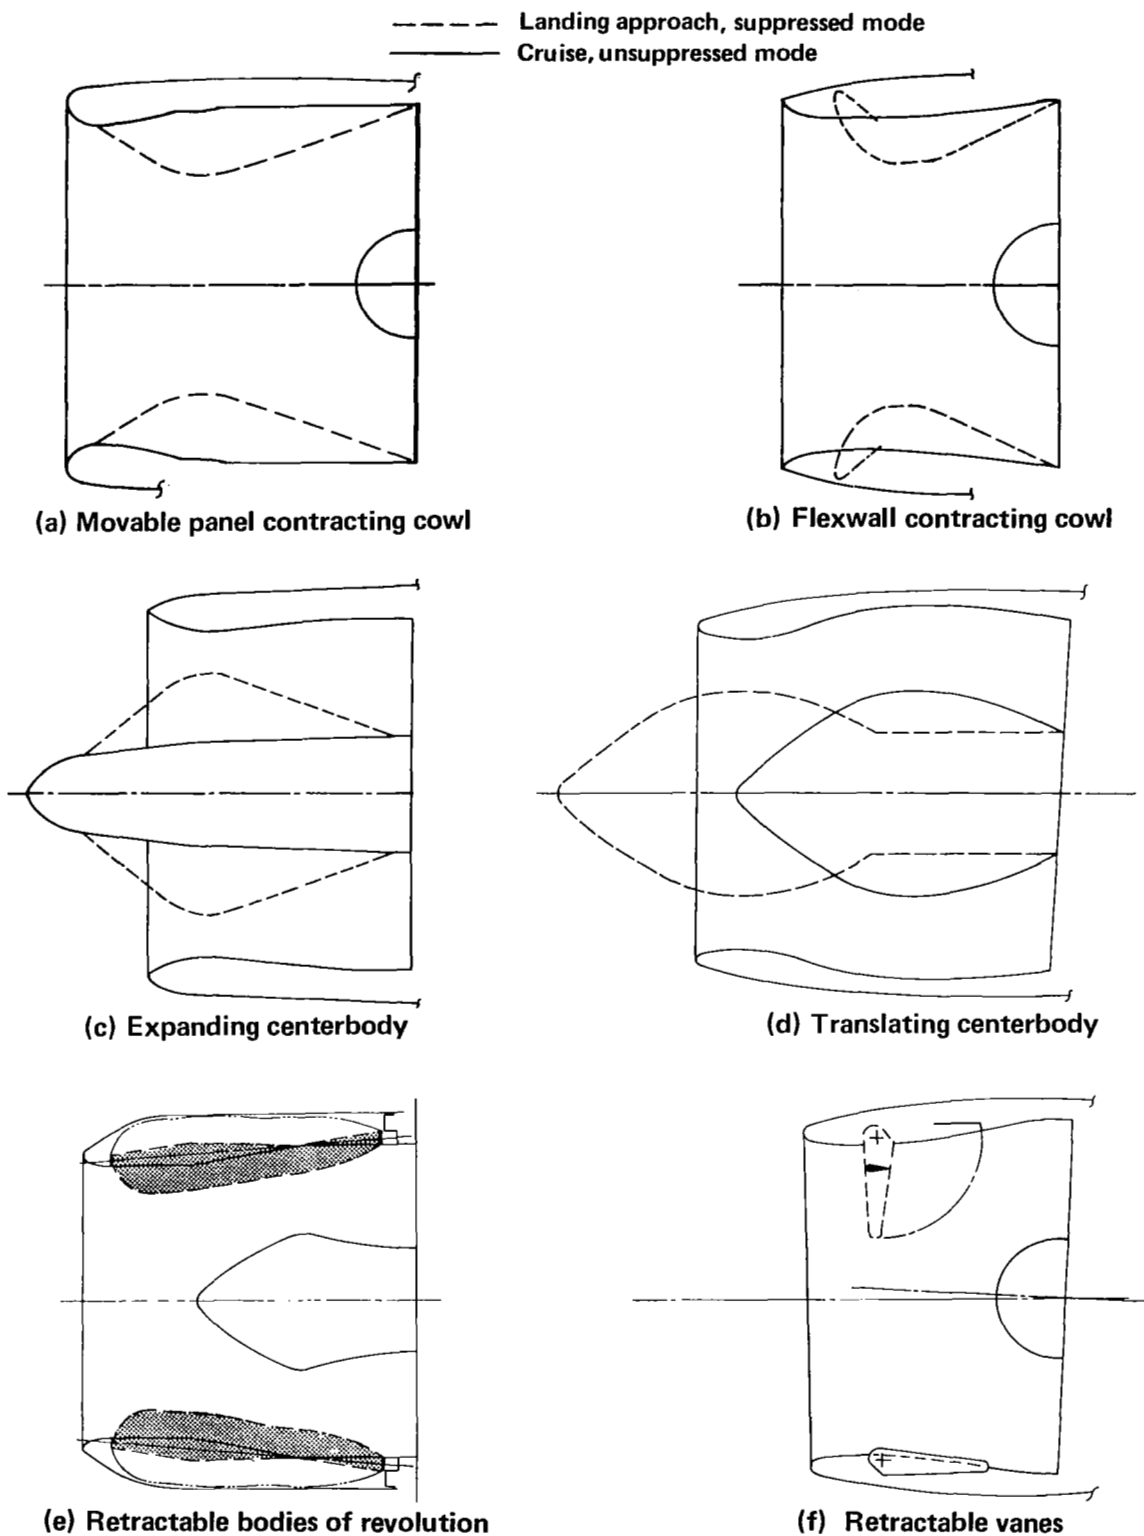 Landing approach, suppressed mode
Cruise, unsuppressed mode
(a) Movable panel contracting cowl
(b) Flexwall contracting cowl
(c) Expanding centerbody
(d) Translating centerbody
(e) Retractable bodies of revolution
(f) Retractable vanes